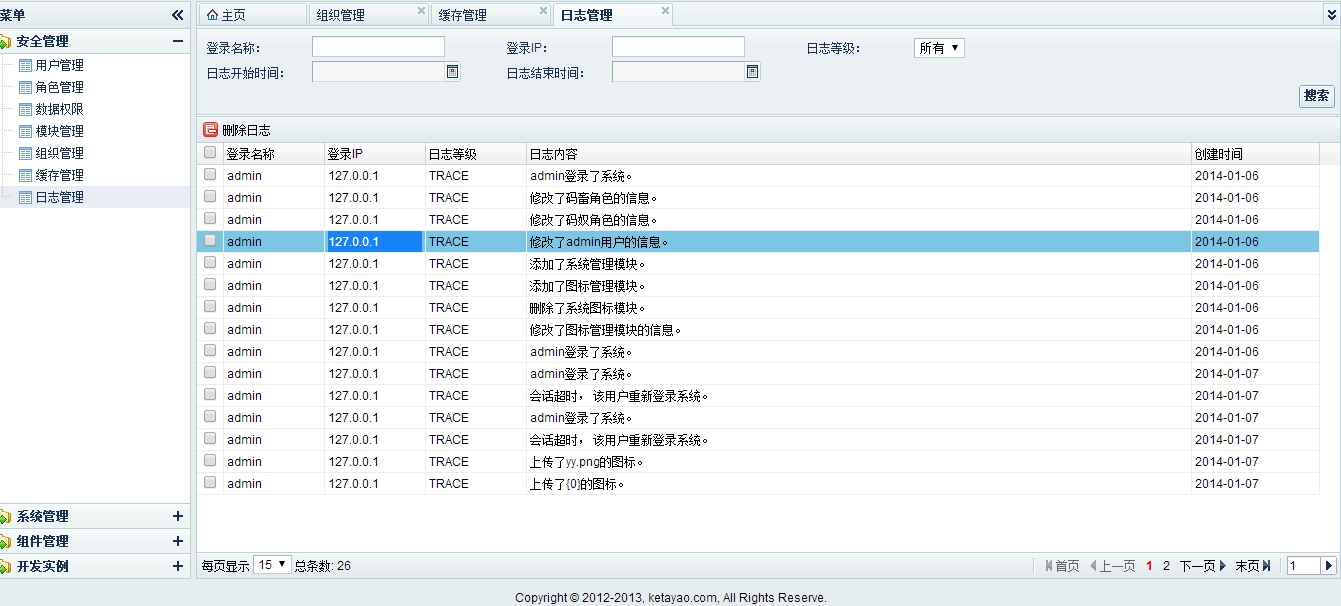 菜单
安全管理
用户管理
角色管理
数据权限
模块管理
组织管理
缓存管理
日志管理
系统管理
组件管理
开发实例
主页 组织管理 缓存管理 日志管理
登录名称： 登录IP： 日志等级： 所有
日志开始时间： 日志结束时间：
搜索
删除日志
登录名称 登录IP 日志等级 日志内容 创建时间
admin 127.0.0.1 TRACE admin登录了系统。 2014-01-06
admin 127.0.0.1 TRACE 修改了码畜角色的信息。 2014-01-06
admin 127.0.0.1 TRACE 修改了码奴角色的信息。 2014-01-06
admin 127.0.0.1 TRACE 修改了admin用户的信息。 2014-01-06
admin 127.0.0.1 TRACE 添加了系统管理模块。 2014-01-06
admin 127.0.0.1 TRACE 添加了图标管理模块。 2014-01-06
admin 127.0.0.1 TRACE 删除了系统图标模块。 2014-01-06
admin 127.0.0.1 TRACE 修改了图标管理模块的信息。 2014-01-06
admin 127.0.0.1 TRACE admin登录了系统。 2014-01-06
admin 127.0.0.1 TRACE admin登录了系统。 2014-01-07
admin 127.0.0.1 TRACE 会话超时， 该用户重新登录系统。 2014-01-07
admin 127.0.0.1 TRACE admin登录了系统。 2014-01-07
admin 127.0.0.1 TRACE 会话超时， 该用户重新登录系统。 2014-01-07
admin 127.0.0.1 TRACE 上传了yy.png的图标。 2014-01-07
admin 127.0.0.1 TRACE 上传了{0}的图标。 2014-01-07
每页显示 15 总条数: 26 首页 上一页 1 2 下一页 末页 1
Copyright © 2012-2013, ketayao.com, All Rights Reserve.